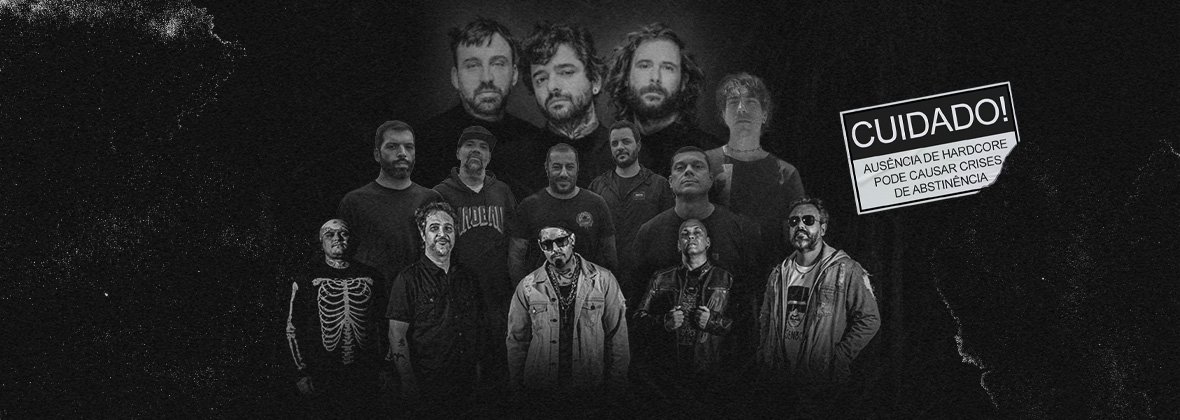 CUIDADO!
AUSÊNCIA DE HARDCORE
PODE CAUSAR CRISES
DE ABSTINÊNCIA